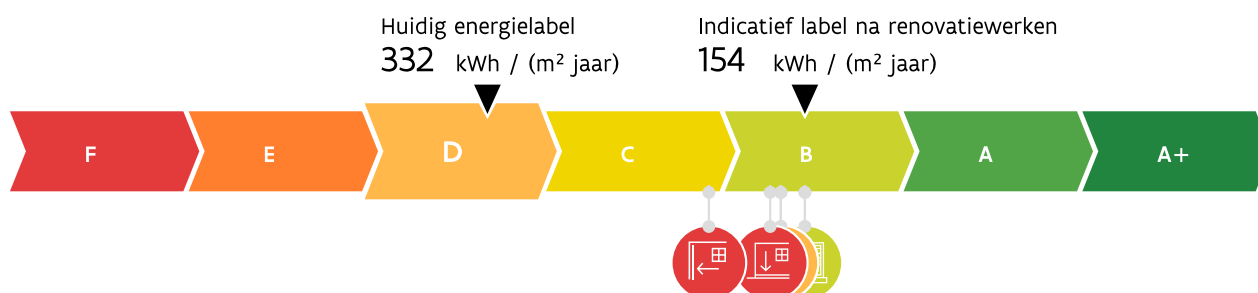 Huidig energielabel
332 kWh / (m² jaar)
Indicatief label na renovatiewerken
154 kWh / (m² jaar)
F
E
D
C
B
A
A+